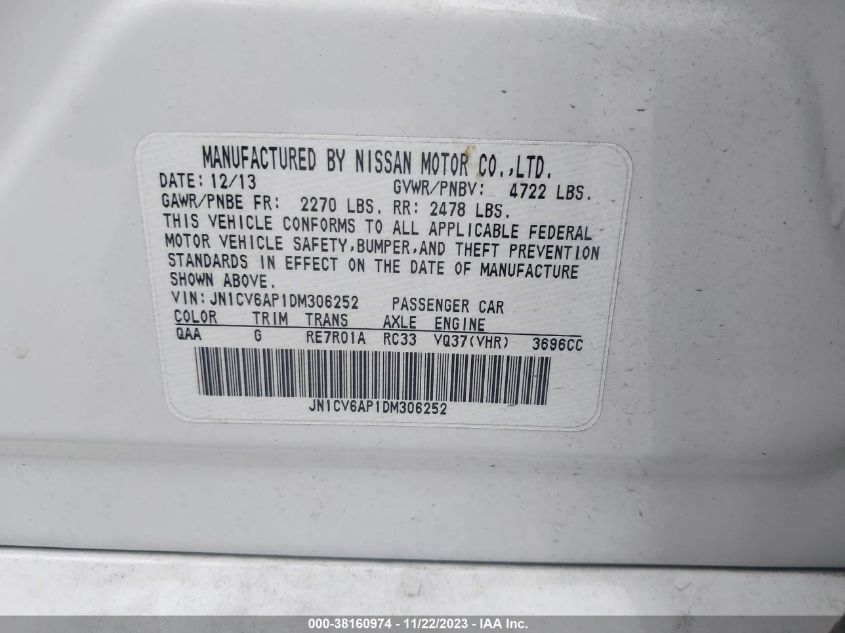 MANUFACTURED BY NISSAN MOTOR CO.,LTD.
DATE: 12/13 GVWR/PNBV: 4722 LBS.
GAWR/PNBE FR: 2270 LBS. RR: 2478 LBS.
THIS VEHICLE CONFORMS TO ALL APPLICABLE FEDERAL
MOTOR VEHICLE SAFETY,BUMPER,AND THEFT PREVENTION
STANDARDS IN EFFECT ON THE DATE OF MANUFACTURE
SHOWN ABOVE.
VIN: JN1CV6AP1DM306252 PASSENGER CAR
COLOR TRIM TRANS AXLE ENGINE
QAA G RE7R01A RC33 VQ37(VHR) 3696CC
JN1CV6AP1DM306252
000-38160974 - 11/22/2023 - IAA Inc.